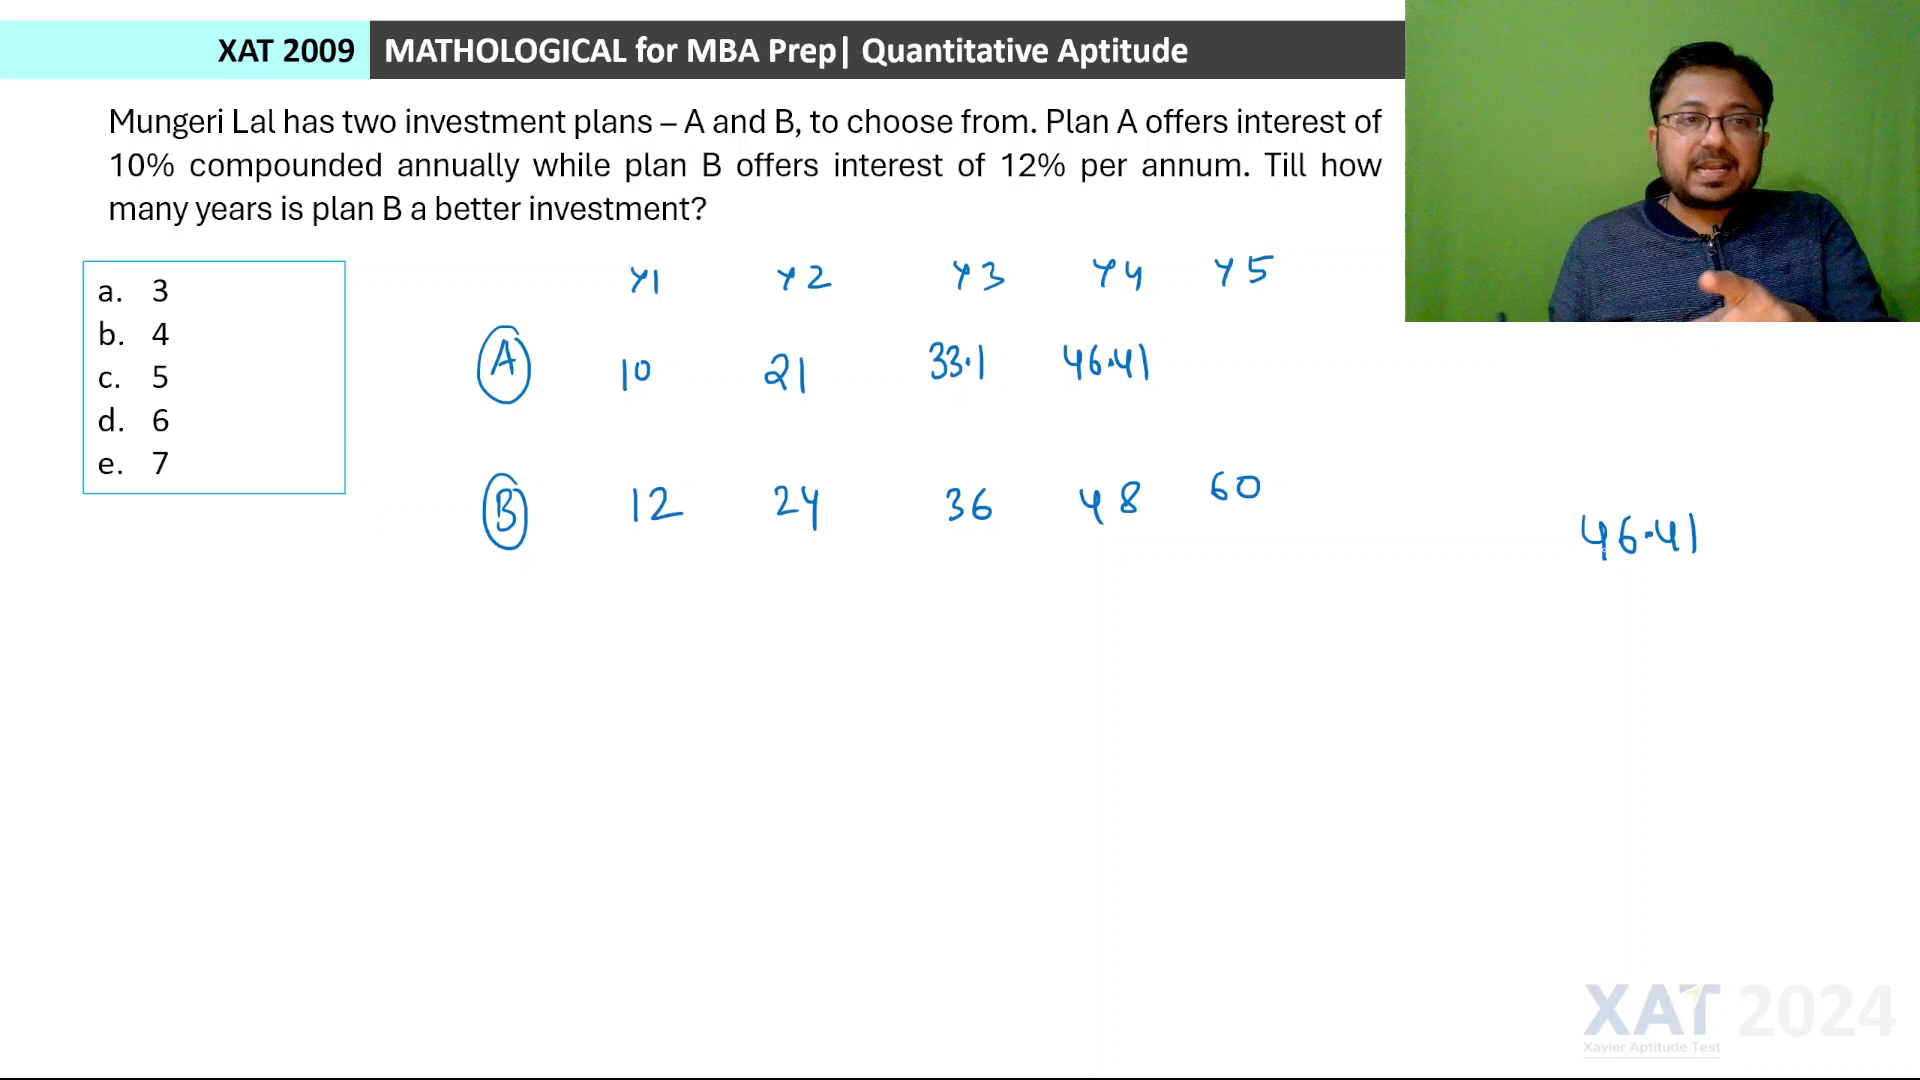 XAT 2009 MATHOLOGICAL for MBA Prep| Quantitative Aptitude
Mungeri Lal has two investment plans – A and B, to choose from. Plan A offers interest of
10% compounded annually while plan B offers interest of 12% per annum. Till how
many years is plan B a better investment?
a. 3
b. 4
c. 5
d. 6
e. 7
Y1 Y2 Y3 Y4 Y5
A 10 21 33.1 46.41
B 12 24 36 48 60
46.41
XAT 2024
Xavier Aptitude Test